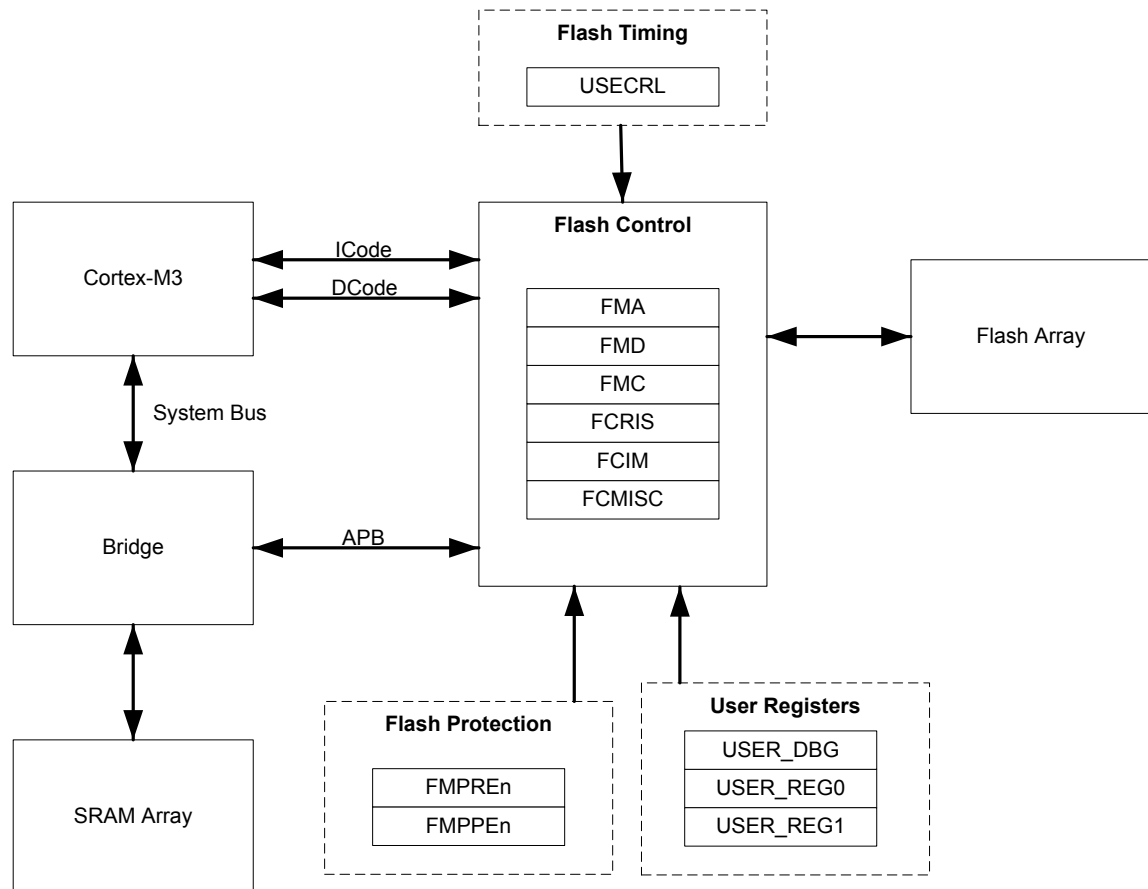 Flash Timing
USECRL
Cortex-M3
ICode
DCode
System Bus
Bridge
APB
SRAM Array
Flash Control
FMA
FMD
FMC
FCRIS
FCIM
FCMISC
Flash Array
Flash Protection
FMPREn
FMPPEn
User Registers
USER_DBG
USER_REG0
USER_REG1